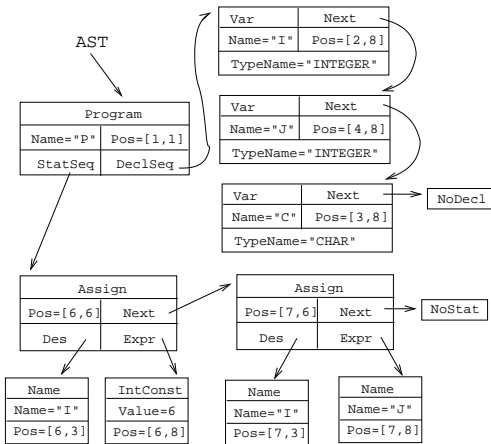 AST
Var Next
Name="I" Pos=[2,8]
TypeName="INTEGER"
Program
Name="P" Pos=[1,1]
StatSeq DeclSeq
Var Next
Name="J" Pos=[4,8]
TypeName="INTEGER"
Var Next
Name="C" Pos=[3,8]
TypeName="CHAR"
NoDecl
Assign
Pos=[6,6] Next
Des Expr
Assign
Pos=[7,6] Next
Des Expr
NoStat
Name
Name="I"
Pos=[6,3]
IntConst
Value=6
Pos=[6,8]
Name
Name="I"
Pos=[7,3]
Name
Name="J"
Pos=[7,8]